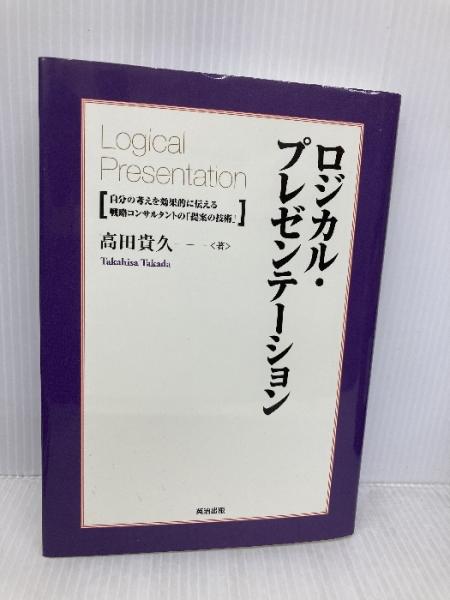 ロジカル・
プレゼンテーション
Logical
Presentation
自分の考えを効果的に伝える
戦略コンサルタントの「提案の技術」
高田貴久―――〈著〉
Takahisa Takada
英治出版